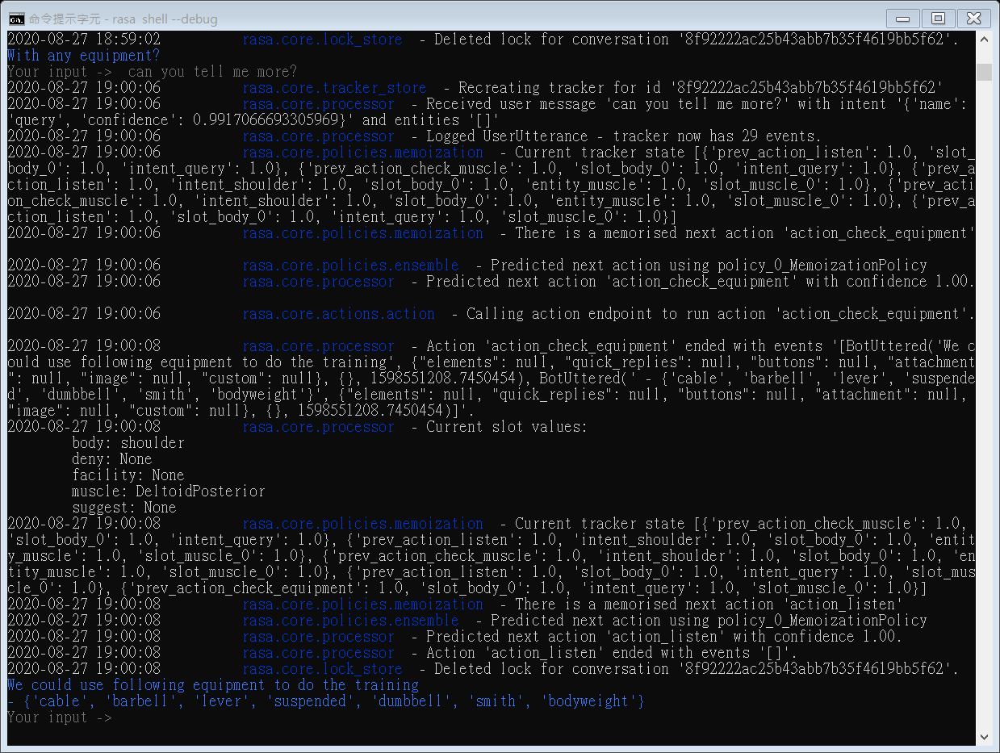 命令提示字元 - rasa  shell --debug
2020-08-27 18:59:02          rasa.core.lock_store  - Deleted lock for conversation '8f92222ac25b43abb7b35f4619bb5f62'.
With any equipment?
Your input ->  can you tell me more?
2020-08-27 19:00:06          rasa.core.tracker_store  - Recreating tracker for id '8f92222ac25b43abb7b35f4619bb5f62'
2020-08-27 19:00:06          rasa.core.processor  - Received user message 'can you tell me more?' with intent '{'name':
'query', 'confidence': 0.9917066693305969}' and entities '[]'
2020-08-27 19:00:06          rasa.core.processor  - Logged UserUtterance - tracker now has 29 events.
2020-08-27 19:00:06          rasa.core.policies.memoization  - Current tracker state [{'prev_action_listen': 1.0, 'slot_
body_0': 1.0, 'intent_query': 1.0}, {'prev_action_check_muscle': 1.0, 'slot_body_0': 1.0, 'intent_query': 1.0}, {'prev_a
ction_listen': 1.0, 'intent_shoulder': 1.0, 'slot_body_0': 1.0, 'entity_muscle': 1.0, 'slot_muscle_0': 1.0}, {'prev_acti
on_check_muscle': 1.0, 'intent_shoulder': 1.0, 'slot_body_0': 1.0, 'entity_muscle': 1.0, 'slot_muscle_0': 1.0}, {'prev_a
ction_listen': 1.0, 'slot_body_0': 1.0, 'intent_query': 1.0, 'slot_muscle_0': 1.0}]
2020-08-27 19:00:06          rasa.core.policies.memoization  - There is a memorised next action 'action_check_equipment'
2020-08-27 19:00:06          rasa.core.policies.ensemble  - Predicted next action using policy_0_MemoizationPolicy
2020-08-27 19:00:06          rasa.core.processor  - Predicted next action 'action_check_equipment' with confidence 1.00.
2020-08-27 19:00:06          rasa.core.actions.action  - Calling action endpoint to run action 'action_check_equipment'.
2020-08-27 19:00:08          rasa.core.processor  - Action 'action_check_equipment' ended with events '[BotUttered('We c
ould use following equipment to do the training', {"elements": null, "quick_replies": null, "buttons": null, "attachment
": null, "image": null, "custom": null}, {}, 1598551208.7450454), BotUttered(' - {'cable', 'barbell', 'lever', 'suspende
d', 'dumbbell', 'smith', 'bodyweight'}', {"elements": null, "quick_replies": null, "buttons": null, "attachment": null,
"image": null, "custom": null}, {}, 1598551208.7450454)]'.
2020-08-27 19:00:08          rasa.core.processor  - Current slot values:
        body: shoulder
        deny: None
        facility: None
        muscle: DeltoidPosterior
        suggest: None
2020-08-27 19:00:08          rasa.core.policies.memoization  - Current tracker state [{'prev_action_check_muscle': 1.0,
'slot_body_0': 1.0, 'intent_query': 1.0}, {'prev_action_listen': 1.0, 'intent_shoulder': 1.0, 'slot_body_0': 1.0, 'entit
y_muscle': 1.0, 'slot_muscle_0': 1.0}, {'prev_action_check_muscle': 1.0, 'intent_shoulder': 1.0, 'slot_body_0': 1.0, 'en
tity_muscle': 1.0, 'slot_muscle_0': 1.0}, {'prev_action_listen': 1.0, 'slot_body_0': 1.0, 'intent_query': 1.0, 'slot_mus
cle_0': 1.0}, {'prev_action_check_equipment': 1.0, 'slot_body_0': 1.0, 'intent_query': 1.0, 'slot_muscle_0': 1.0}]
2020-08-27 19:00:08          rasa.core.policies.memoization  - There is a memorised next action 'action_listen'
2020-08-27 19:00:08          rasa.core.policies.ensemble  - Predicted next action using policy_0_MemoizationPolicy
2020-08-27 19:00:08          rasa.core.processor  - Predicted next action 'action_listen' with confidence 1.00.
2020-08-27 19:00:08          rasa.core.processor  - Action 'action_listen' ended with events '[]'.
2020-08-27 19:00:08          rasa.core.lock_store  - Deleted lock for conversation '8f92222ac25b43abb7b35f4619bb5f62'.
We could use following equipment to do the training
- {'cable', 'barbell', 'lever', 'suspended', 'dumbbell', 'smith', 'bodyweight'}
Your input ->